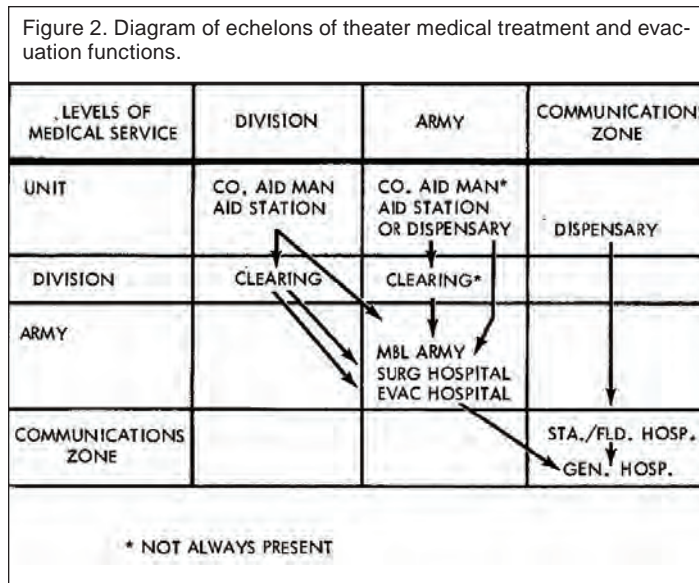 Figure 2. Diagram of echelons of theater medical treatment and evac-
uation functions.
LEVELS OF
MEDICAL SERVICE
DIVISION
ARMY
COMMUNICATIONS
ZONE
UNIT
CO, AID MAN
AID STATION
CO. AID MAN*
AID STATION
OR DISPENSARY
DISPENSARY
DIVISION
CLEARING
CLEARING*
ARMY
MBL ARMY
SURG HOSPITAL
EVAC HOSPITAL
COMMUNICATIONS
ZONE
STA./FLD. HOSP.
GEN. HOSP.
* NOT ALWAYS PRESENT